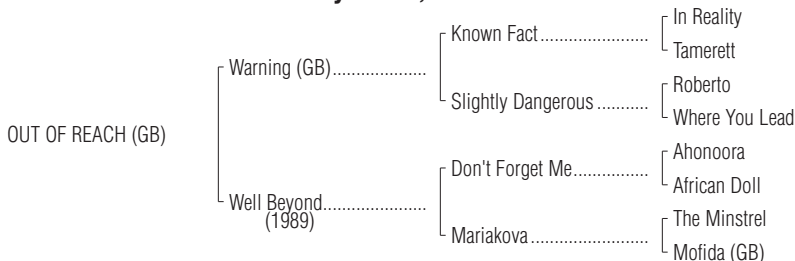 In Reality
Known Fact
Tamerett
Warning (GB)
Roberto
Slightly Dangerous
Where You Lead
OUT OF REACH (GB)
Ahonoora
Don't Forget Me
African Doll
Well Beyond
(1989)
The Minstrel
Mariakova
Mofida (GB)